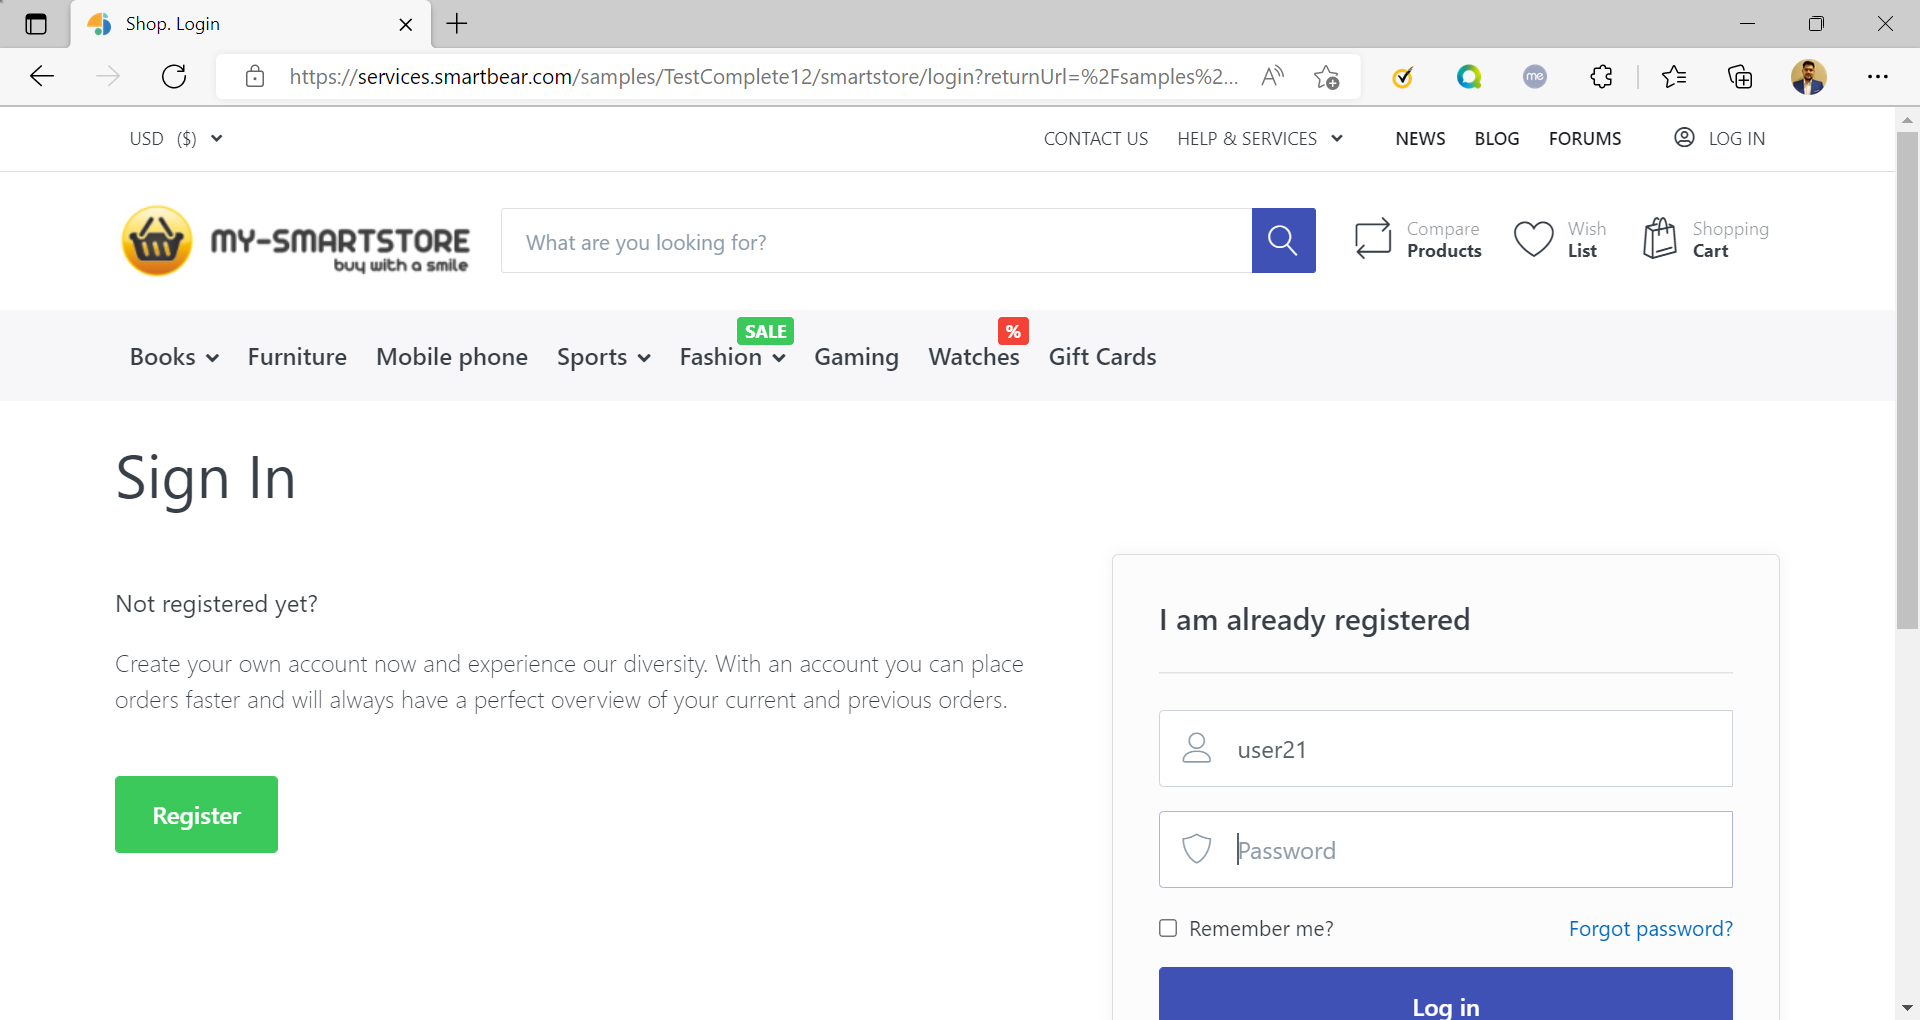 Shop. Login
https://services.smartbear.com/samples/TestComplete12/smartstore/login?returnUrl=%2Fsamples%2...
A
me
USD ($)
CONTACT US HELP & SERVICES NEWS BLOG FORUMS LOG IN
MY-SMARTSTORE
buy with a smile
What are you looking for?
Compare
Products
Wish
List
Shopping
Cart
SALE
%
Books Furniture Mobile phone Sports Fashion Gaming Watches Gift Cards
Sign In
Not registered yet?
Create your own account now and experience our diversity. With an account you can place
orders faster and will always have a perfect overview of your current and previous orders.
Register
I am already registered
user21
Password
Remember me?
Forgot password?
Log in